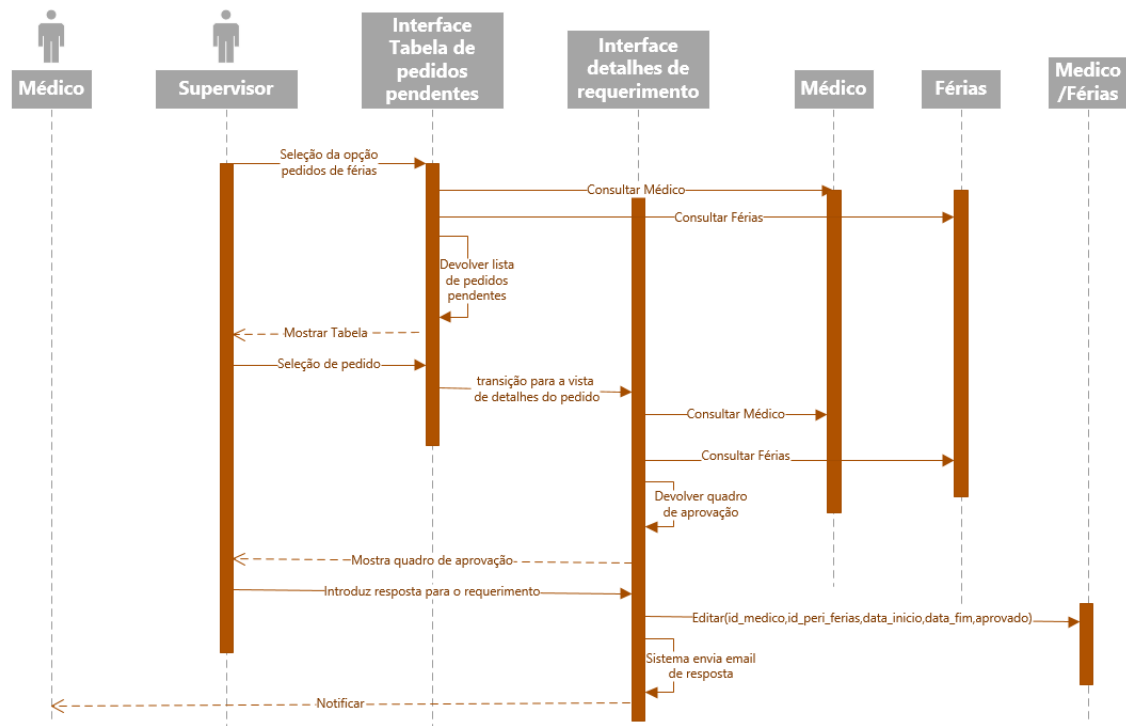 Médico
Supervisor
Interface
Tabela de
pedidos
pendentes
Interface
detalhes de
requerimento
Médico
Férias
Medico
/Férias
Seleção da opção
pedidos de férias
Consultar Médico
Consultar Férias
Devolver lista
de pedidos
pendentes
Mostrar Tabela
Seleção de pedido
transição para a vista
de detalhes do pedido
Consultar Médico
Consultar Férias
Devolver quadro
de aprovação
Mostra quadro de aprovação
Introduz resposta para o requerimento
Editar(id_medico,id_peri_ferias,data_inicio,data_fim,aprovado)
Sistema envia email
de resposta
Notificar